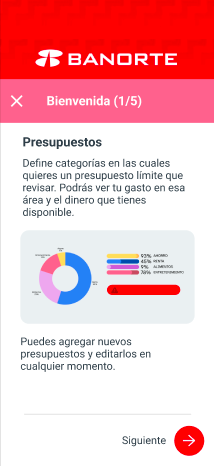 BANORTE
Bienvenida (1/5)
Presupuestos
Define categorías en las cuales
quieres un presupuesto límite que
revisar. Podrás ver tu gasto en esa
área y el dinero que tienes
disponible.
93% AHORRO
45% RENTA
9% ALIMENTOS
78% ENTRETENIMIENTO
Puedes agregar nuevos
presupuestos y editarlos en
cualquier momento.
Siguiente